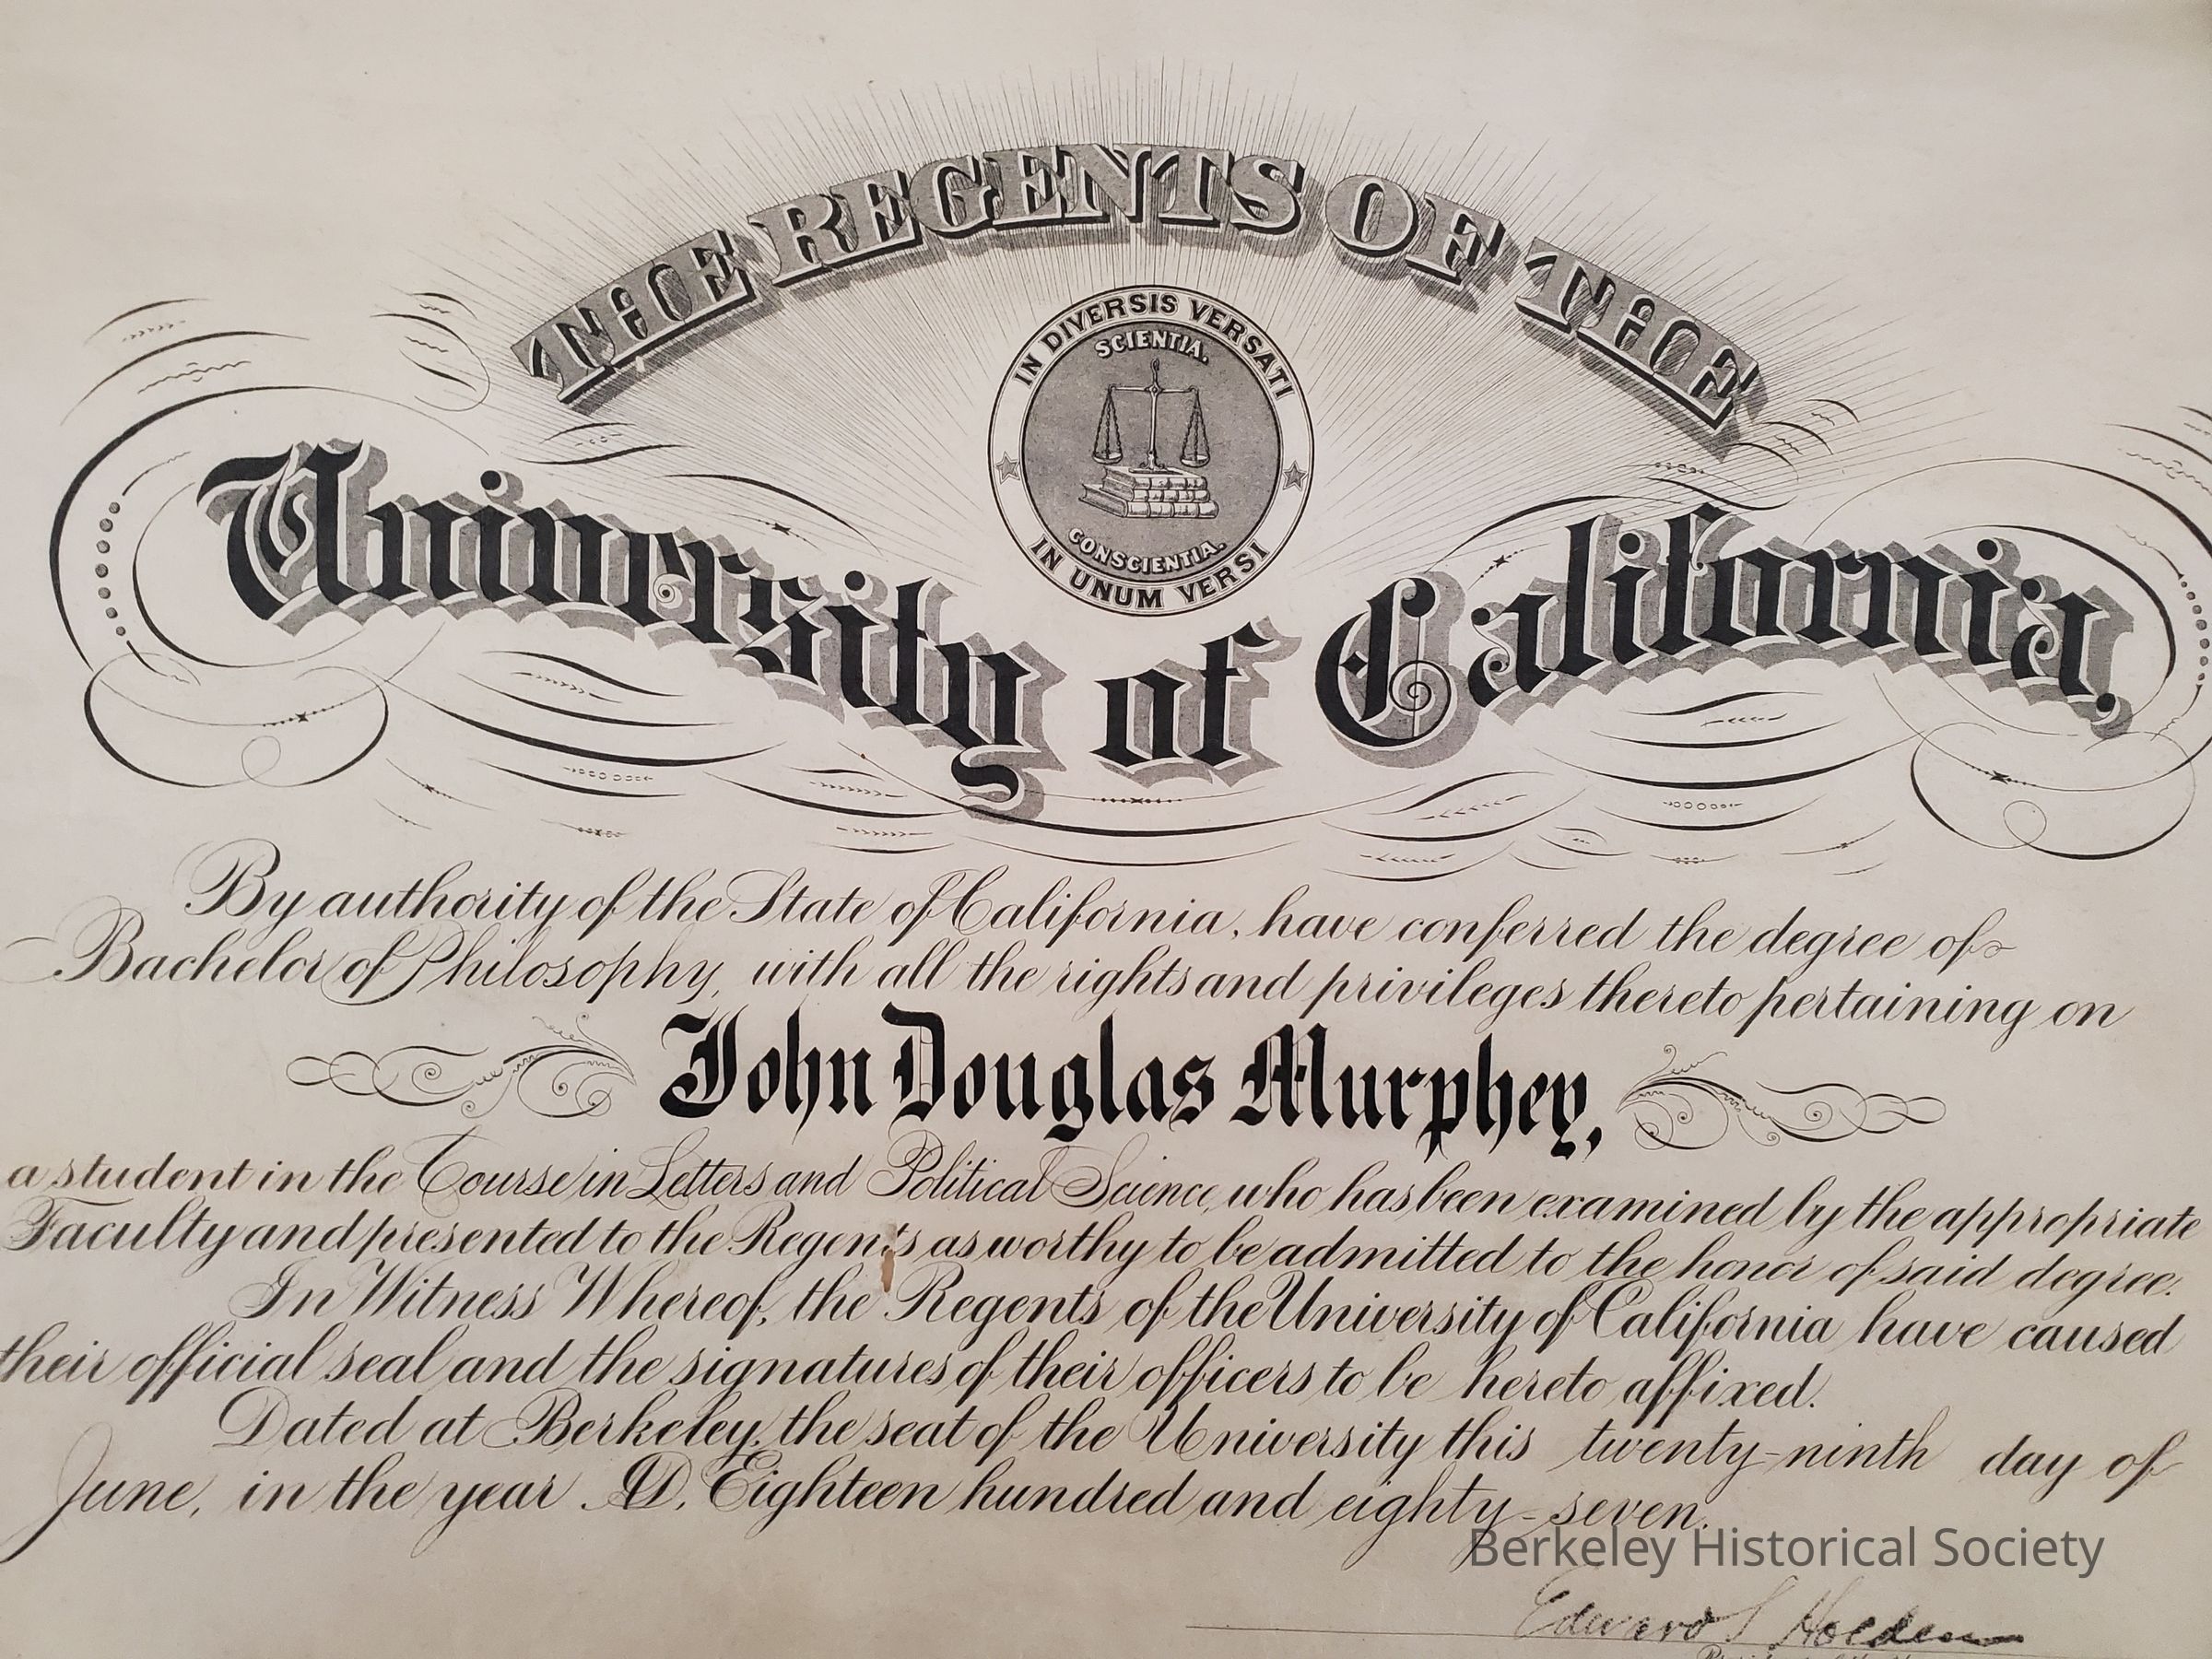 THE REGENTS OF THE
IN DIVERSIS VERSATI
SCIENTIA.
CONSCIENTIA.
IN UNUM VERSI
University of California,
By authority of the State of California, have conferred the degree of
Bachelor of Philosophy, with all the rights and privileges thereto pertaining on
John Douglas Murphey,
a student in the Course in Letters and Political Science, who has been examined by the appropriate
Faculty and presented to the Regents as worthy to be admitted to the honor of said degree.
In Witness Whereof, the Regents of the University of California have caused
their official seal and the signatures of their officers to be hereto affixed.
Dated at Berkeley, the seat of the University this twenty-ninth day of
June, in the year A.D. Eighteen hundred and eighty-seven.
Berkeley Historical Society
Edward S Holden